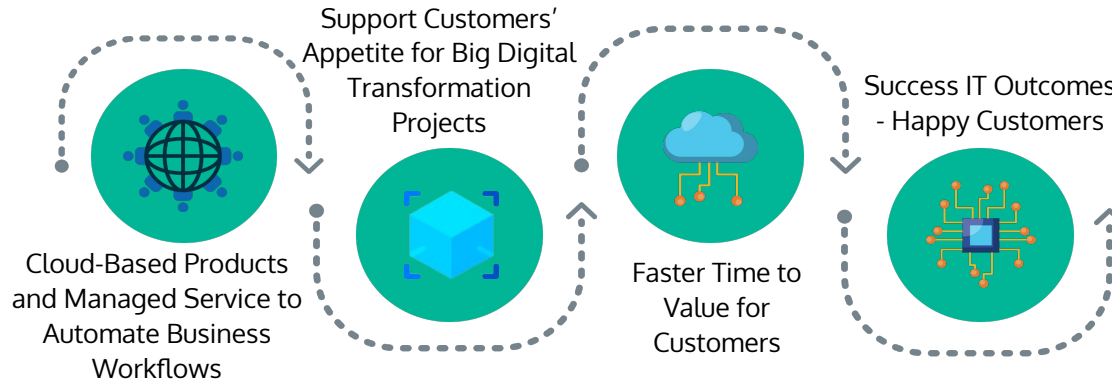 Cloud-Based Products
and Managed Service to
Automate Business
Workflows
Support Customers’
Appetite for Big Digital
Transformation
Projects
Faster Time to
Value for
Customers
Success IT Outcomes
- Happy Customers